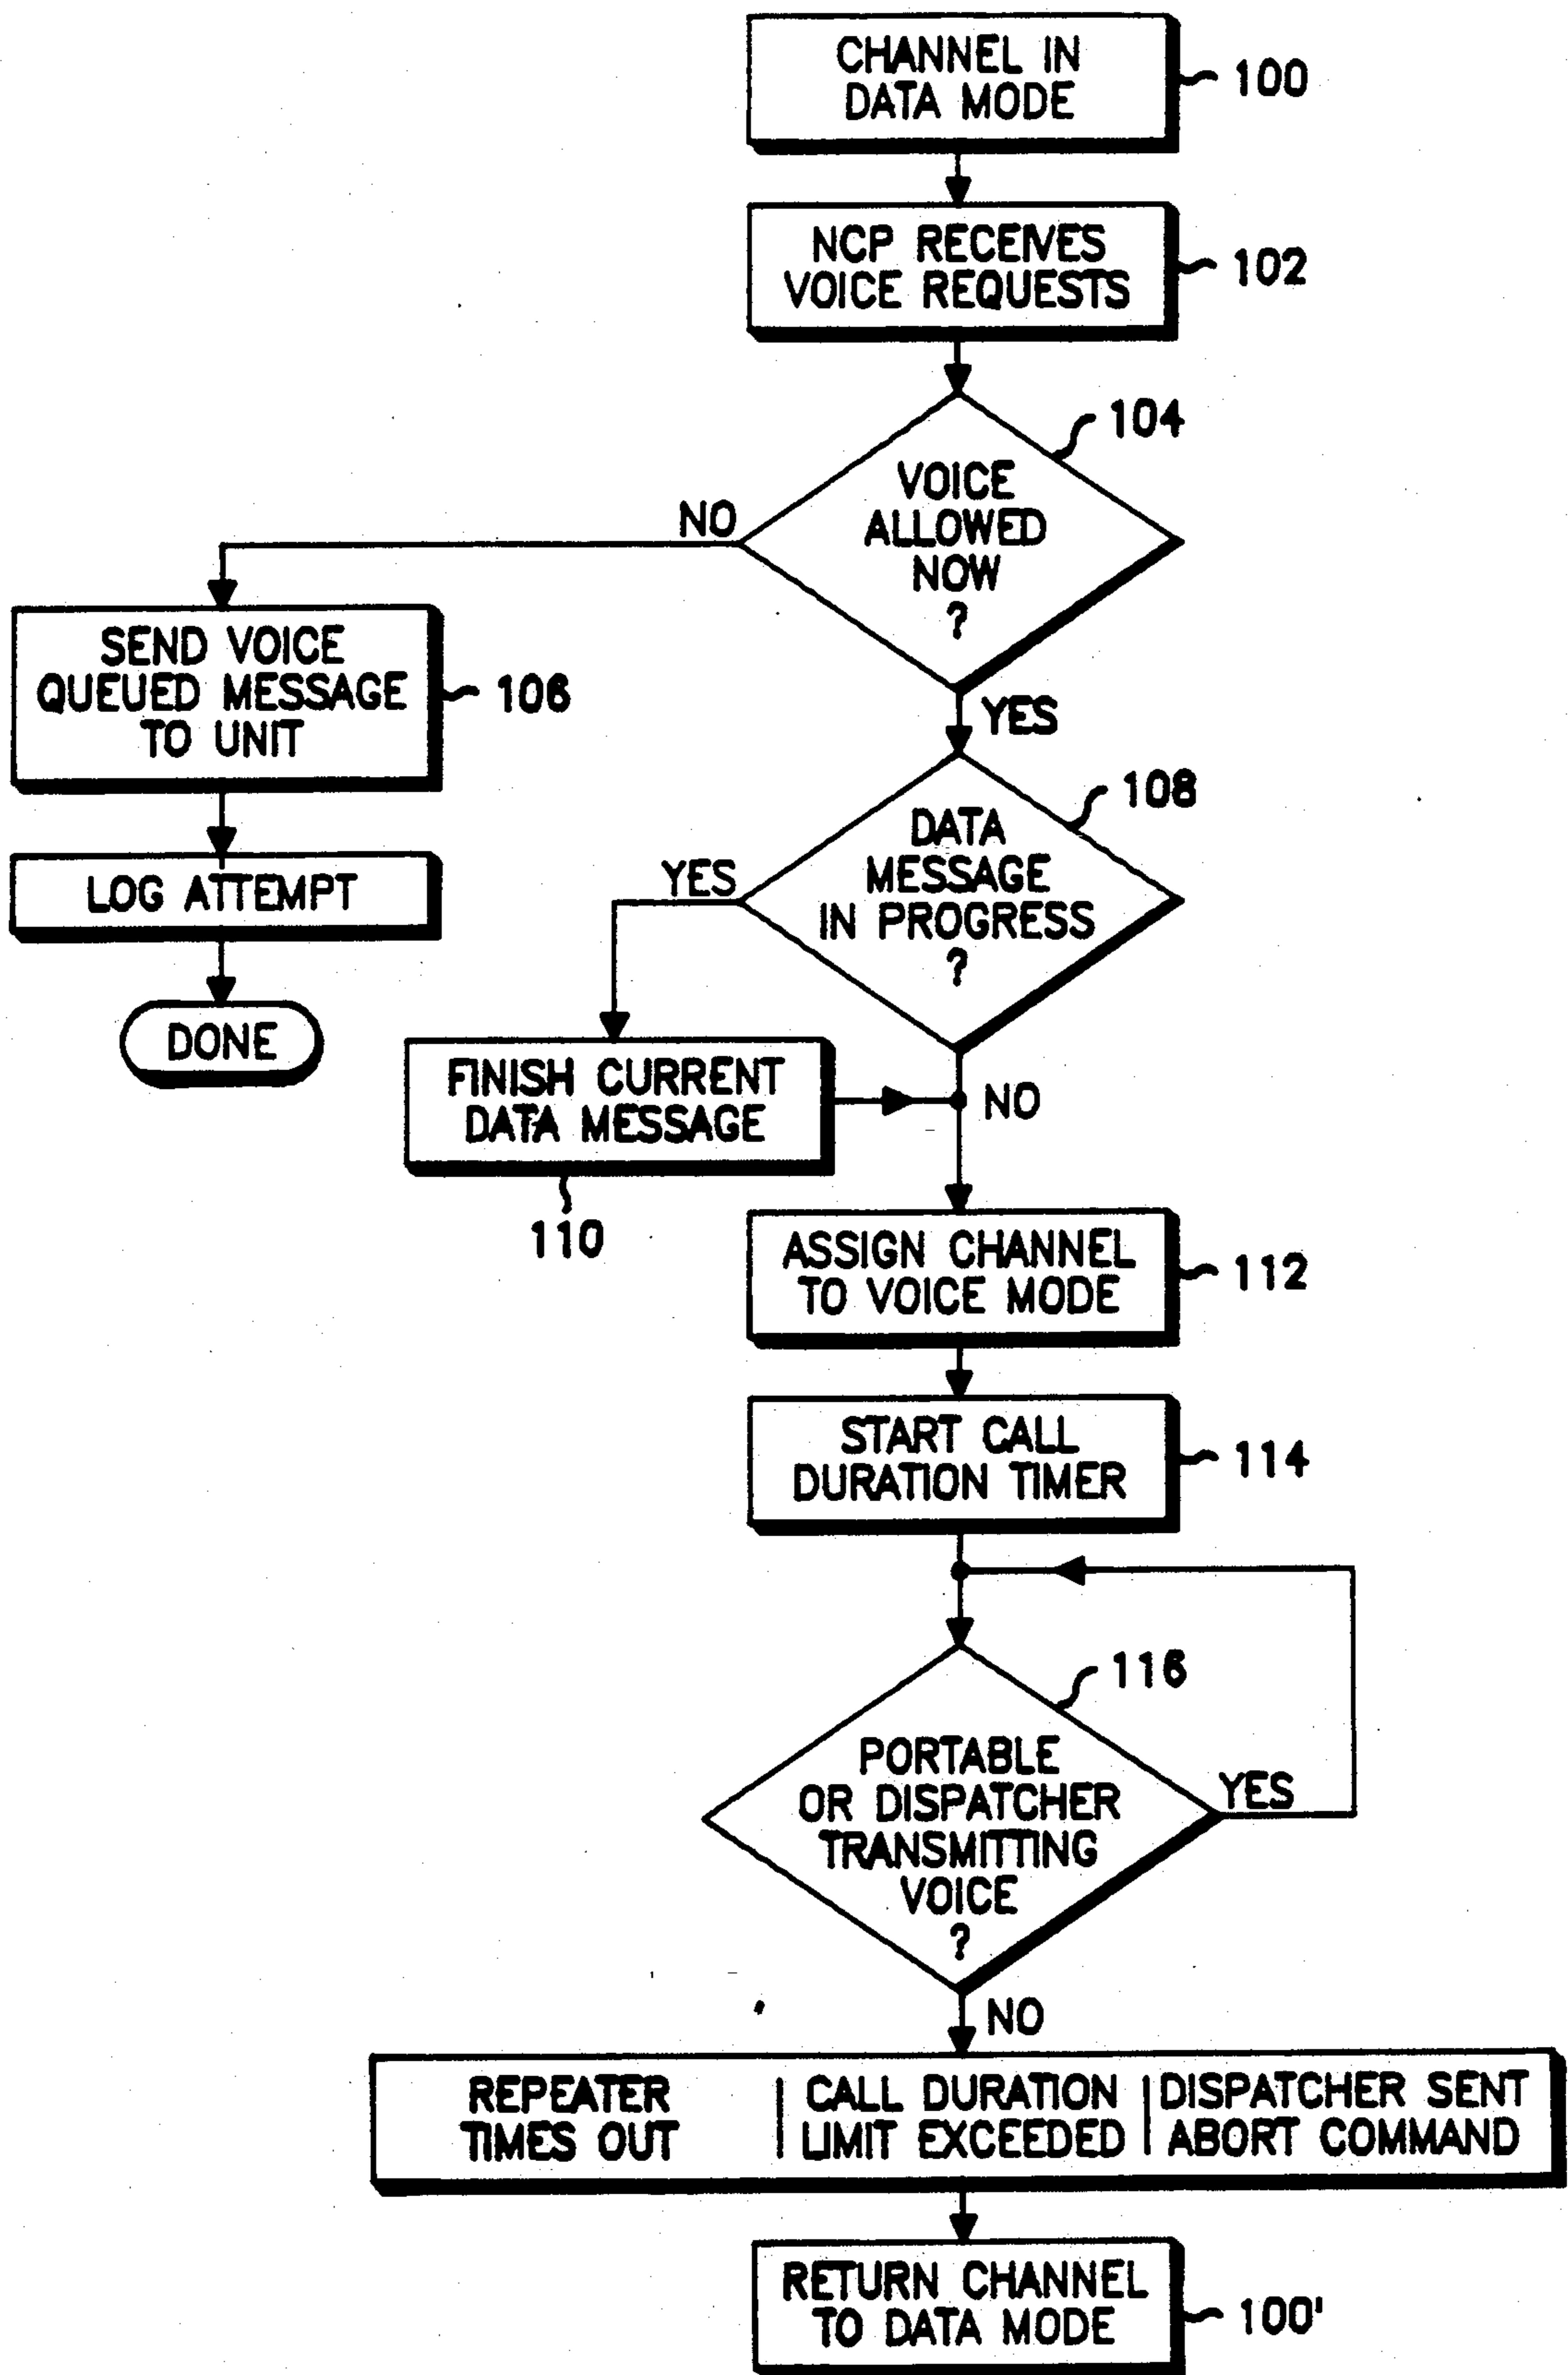 CHANNEL IN
DATA MODE
100
NCP RECEIVES
VOICE REQUESTS
102
104
VOICE
ALLOWED
NOW
?
NO
YES
SEND VOICE
QUEUED MESSAGE
TO UNIT
106
LOG ATTEMPT
DONE
108
DATA
MESSAGE
IN PROGRESS
?
YES
NO
FINISH CURRENT
DATA MESSAGE
110
ASSIGN CHANNEL
TO VOICE MODE
112
START CALL
DURATION TIMER
114
116
PORTABLE
OR DISPATCHER
TRANSMITTING
VOICE
?
YES
NO
REPEATER
TIMES OUT
CALL DURATION
LIMIT EXCEEDED
DISPATCHER SENT
ABORT COMMAND
RETURN CHANNEL
TO DATA MODE
100'